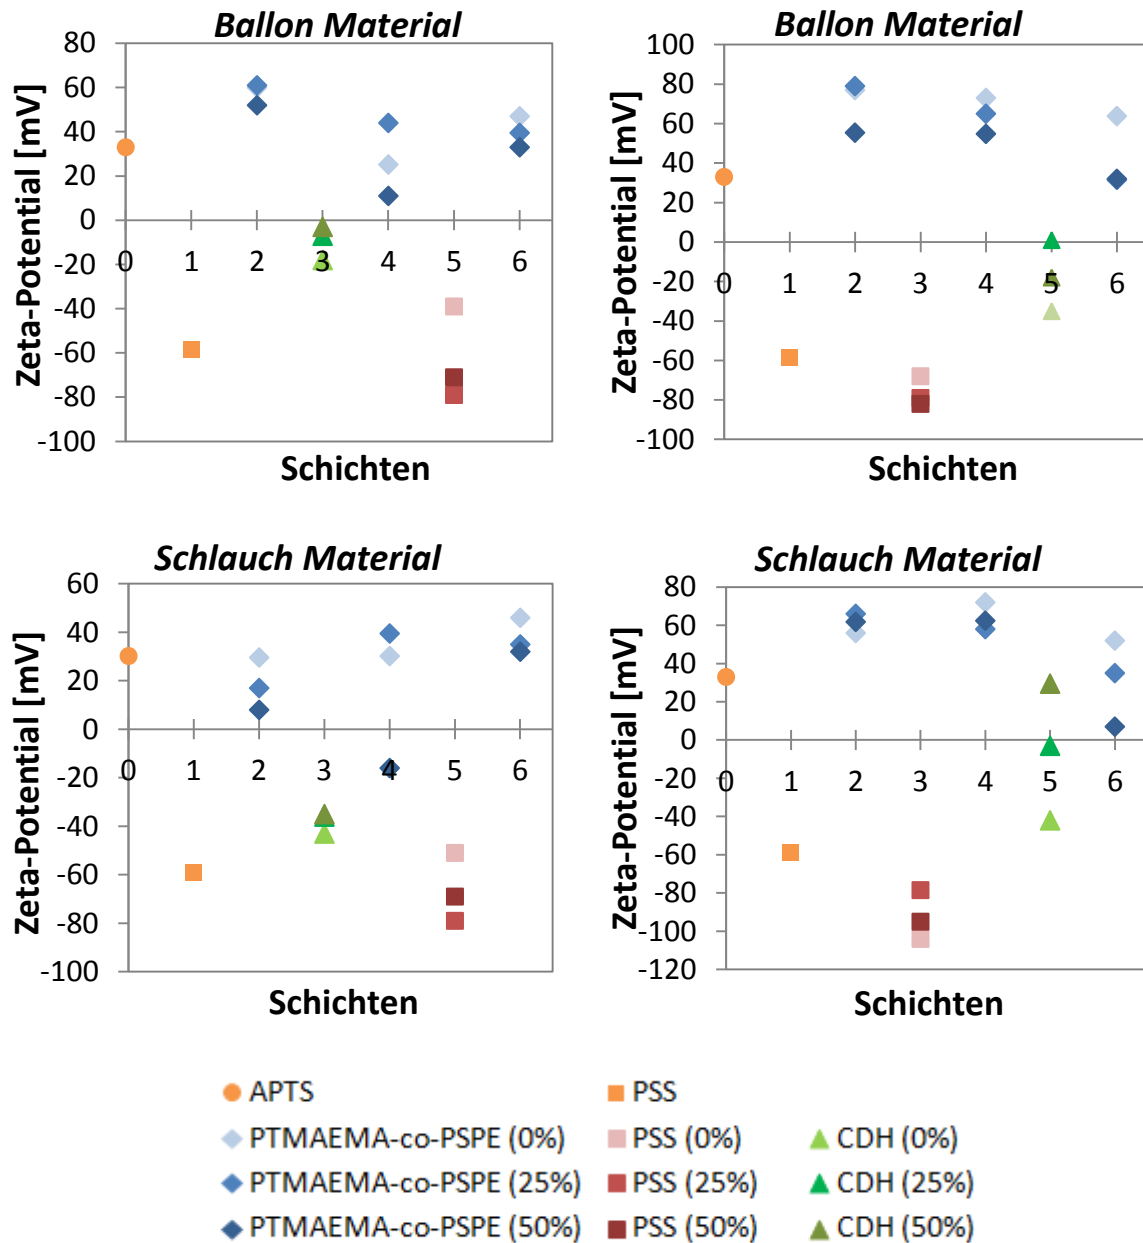 Ballon Material
80
60
40
20
0
-20
-40
-60
-80
-100
Zeta-Potential [mV]
0 1 2 3 4 5 6
Schichten
Ballon Material
100
80
60
40
20
0
-20
-40
-60
-80
-100
Zeta-Potential [mV]
0 1 2 3 4 5 6
Schichten
Schlauch Material
60
40
20
0
-20
-40
-60
-80
-100
Zeta-Potential [mV]
0 1 2 3 4 5 6
Schichten
Schlauch Material
80
60
40
20
0
-20
-40
-60
-80
-100
-120
Zeta-Potential [mV]
0 1 2 3 4 5 6
Schichten
APTS PSS
PTMAEMA-co-PSPE (0%) PSS (0%) CDH (0%)
PTMAEMA-co-PSPE (25%) PSS (25%) CDH (25%)
PTMAEMA-co-PSPE (50%) PSS (50%) CDH (50%)